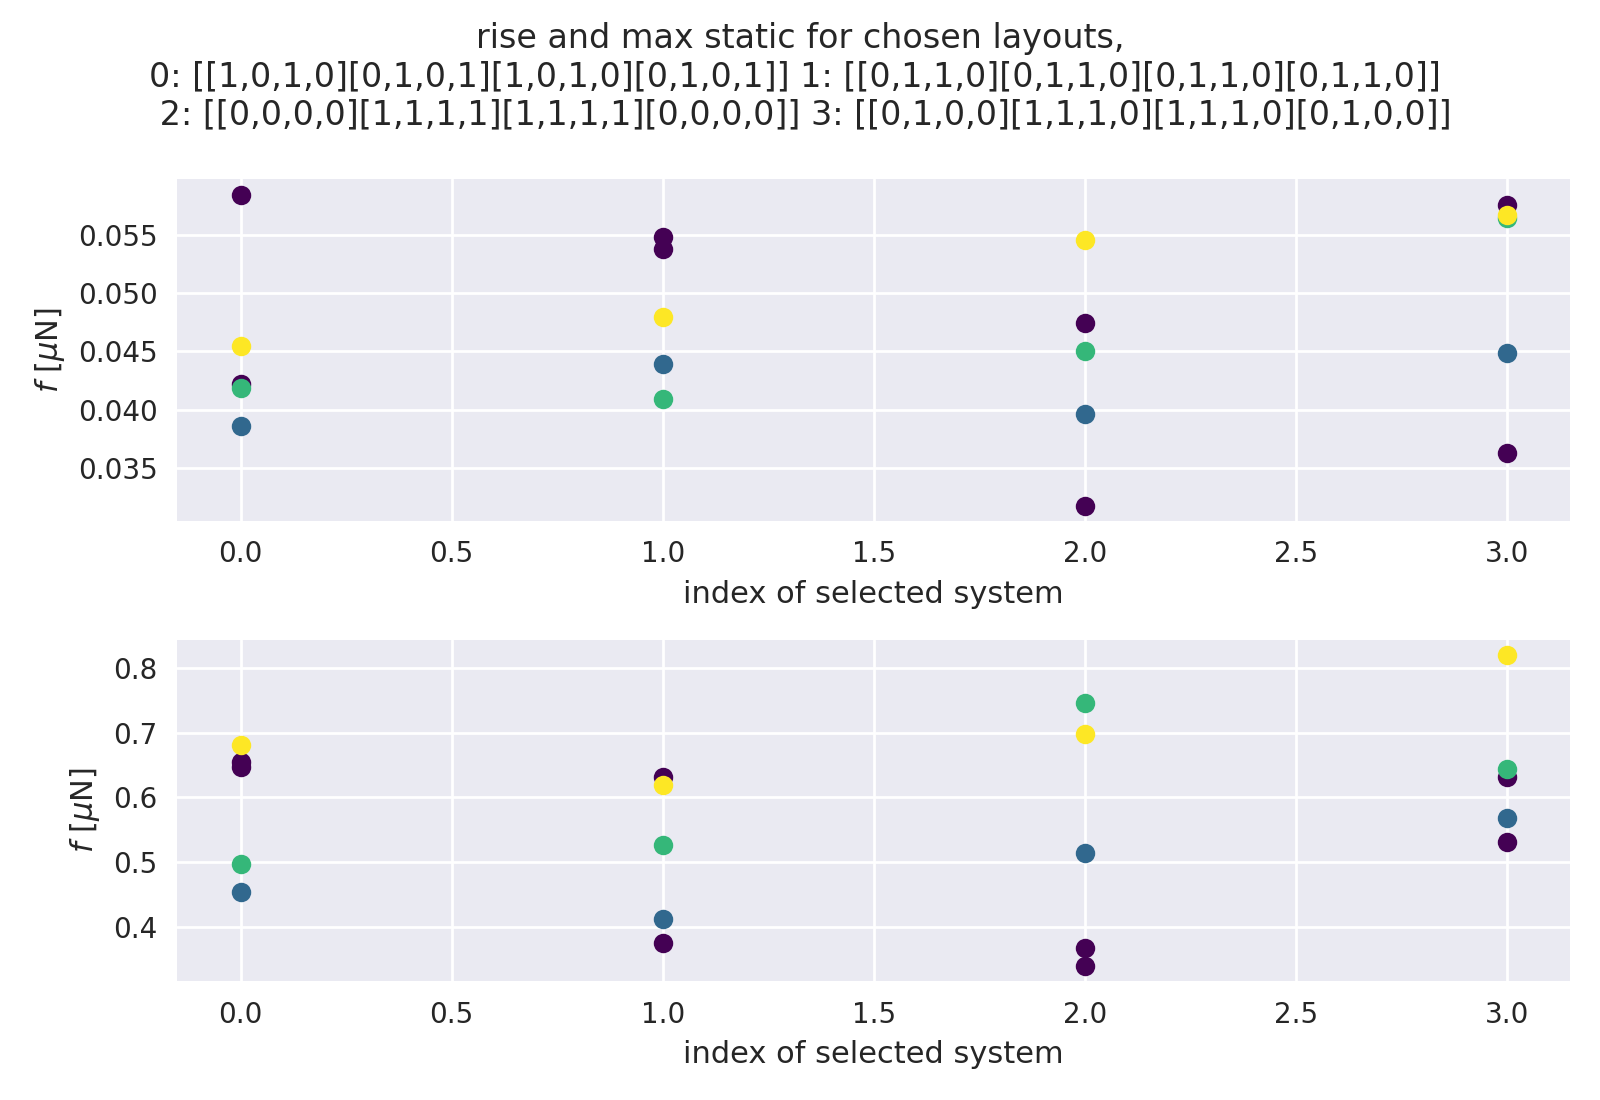 rise and max static for chosen layouts,
0: [[1,0,1,0][0,1,0,1][1,0,1,0][0,1,0,1]] 1: [[0,1,1,0][0,1,1,0][0,1,1,0][0,1,1,0]]
2: [[0,0,0,0][1,1,1,1][1,1,1,1][0,0,0,0]] 3: [[0,1,0,0][1,1,1,0][1,1,1,0][0,1,0,0]]
f [μN]
0.055
0.050
0.045
0.040
0.035
0.0 0.5 1.0 1.5 2.0 2.5 3.0
index of selected system
f [μN]
0.8
0.7
0.6
0.5
0.4
0.0 0.5 1.0 1.5 2.0 2.5 3.0
index of selected system